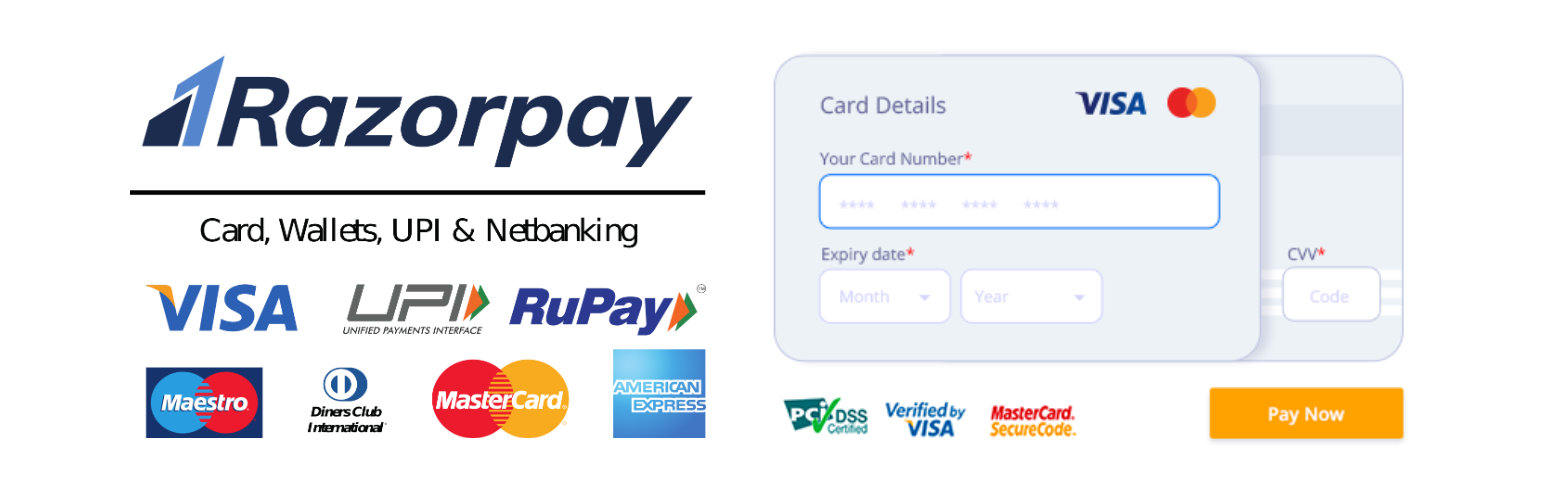 Razorpay
Card, Wallets, UPI & Netbanking
VISA
UPI
UNIFIED PAYMENTS INTERFACE
RuPay
TM
Maestro
Diners Club
International
MasterCard
AMERICAN
EXPRESS
Card Details
VISA
Your Card Number*
**** **** **** ****
Expiry date*
CVV*
Month
Year
Code
PCI DSS
Certified
Verified by
VISA
MasterCard.
SecureCode.
Pay Now